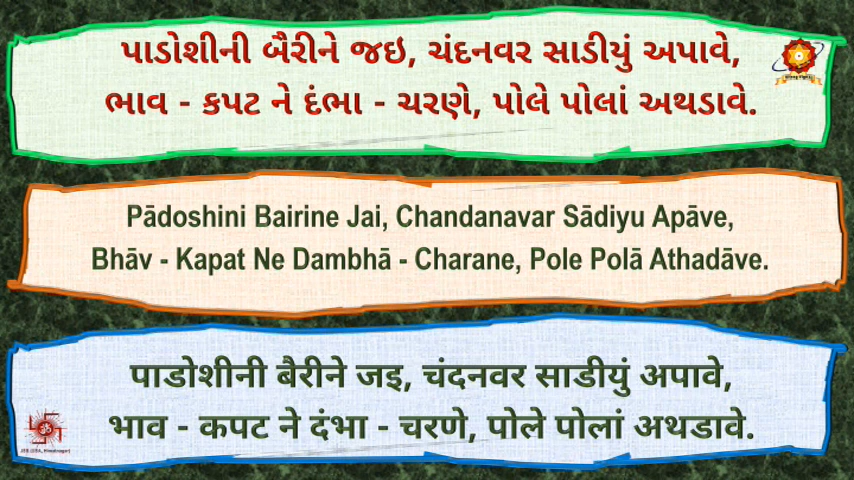 પાડોશીની બૈરીને જઇ, ચંદનવર સાડીયું અપાવે,
ભાવ - કપટ ને દંભા - ચરણે, પોલે પોલાં અથડાવે.
Pādoshini Bairine Jai, Chandanavar Sādiyu Apāve,
Bhāv - Kapat Ne Dambhā - Charane, Pole Polā Athadāve.
पाडोशीनी बैरीने जइ, चंदनवर साडीयुं अपावे,
भाव - कपट ने दंभा - चरणे, पोले पोलां अथडावे.